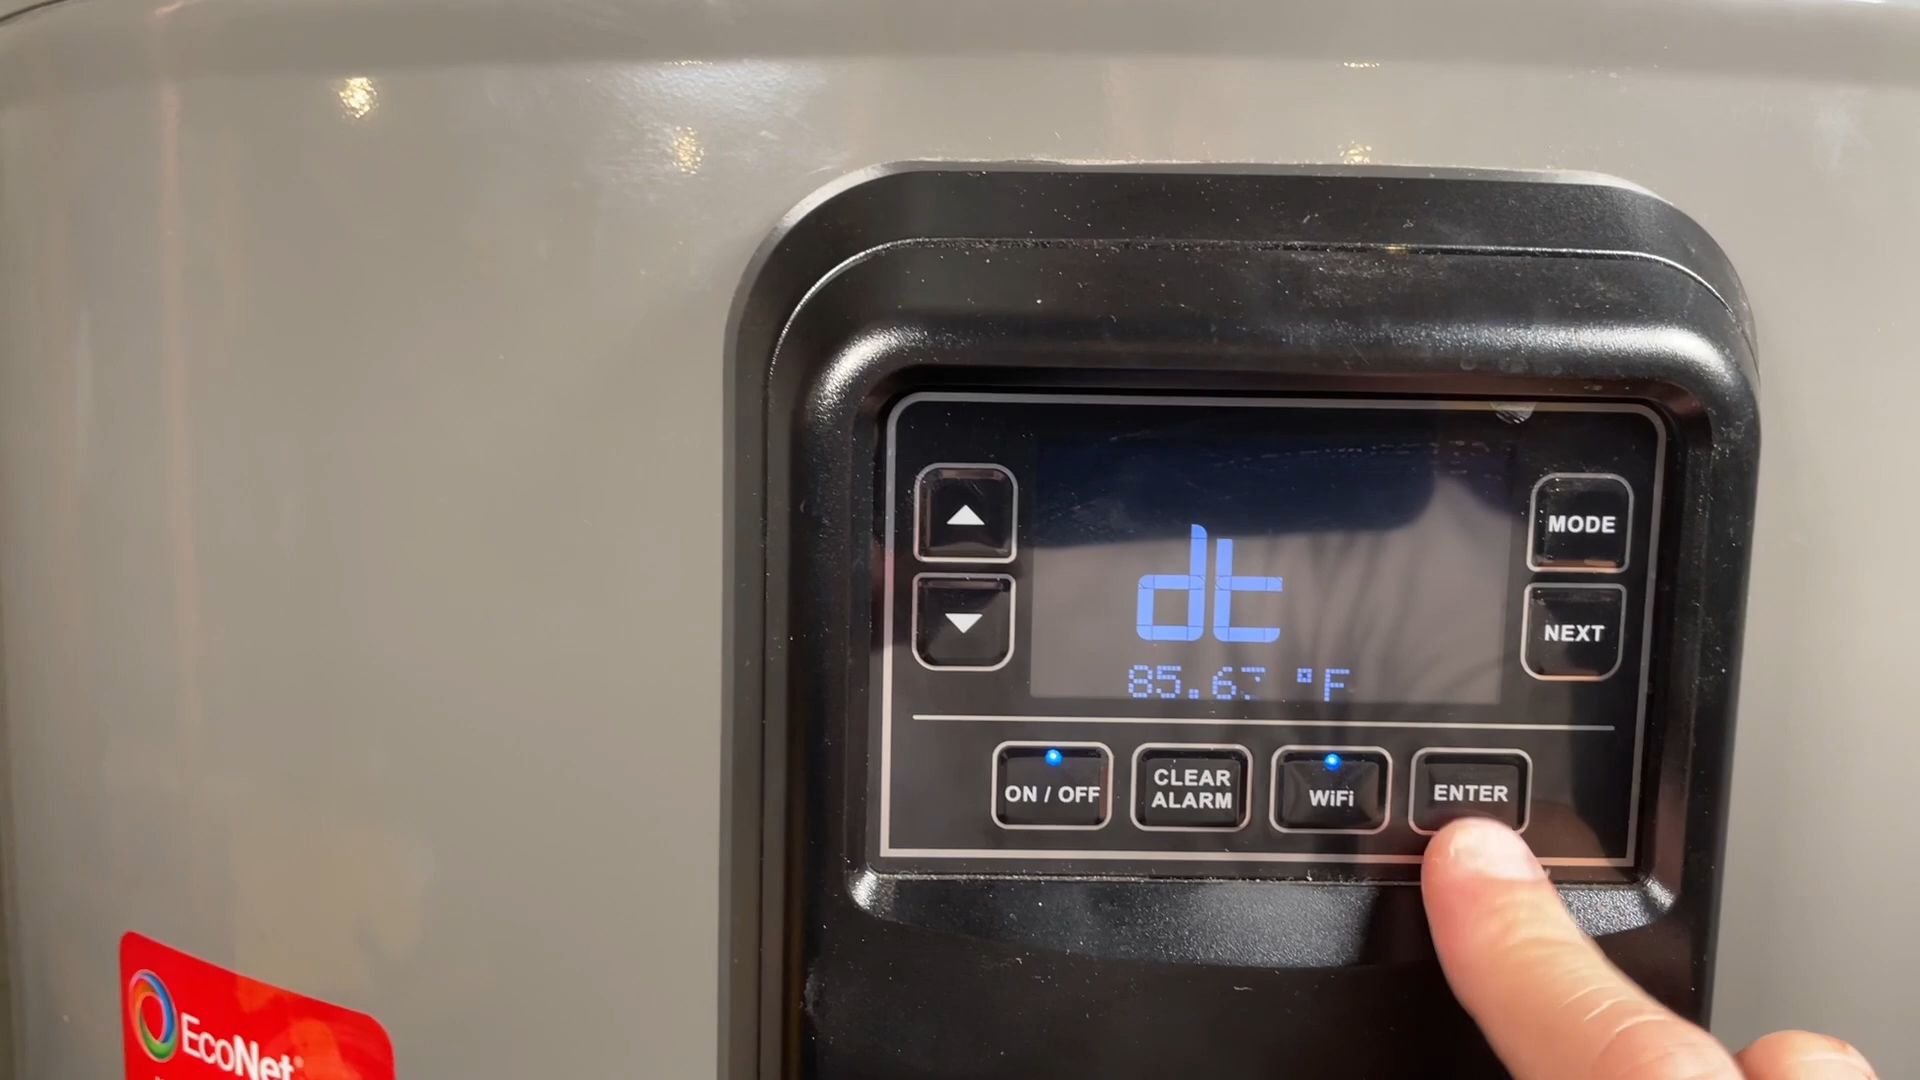 MODE
dt
NEXT
85.67 °F
ON / OFF
CLEAR
ALARM
WiFi
ENTER
EcoNet®